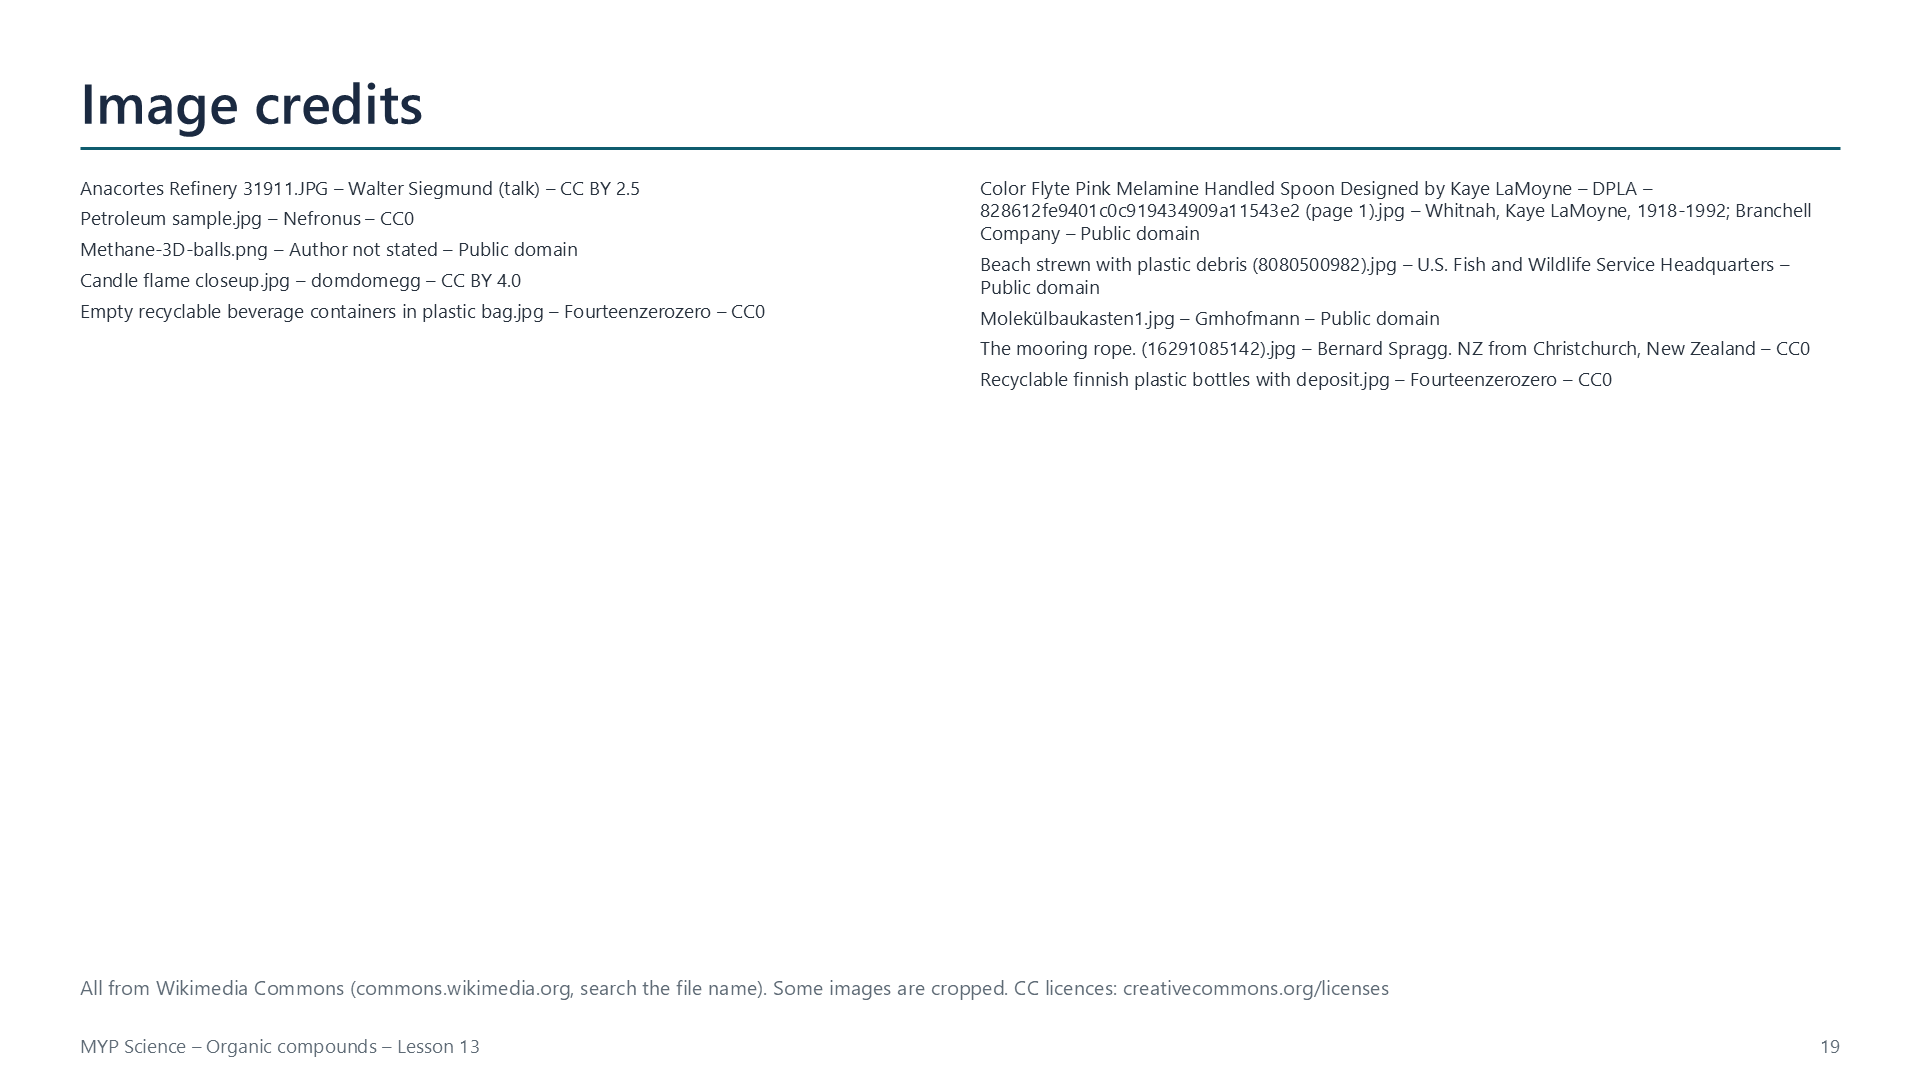 Image credits
Anacortes Refinery 31911.JPG – Walter Siegmund (talk) – CC BY 2.5
Petroleum sample.jpg – Nefronus – CC0
Methane-3D-balls.png – Author not stated – Public domain
Candle flame closeup.jpg – domdomegg – CC BY 4.0
Empty recyclable beverage containers in plastic bag.jpg – Fourteenzerozero – CC0
Color Flyte Pink Melamine Handled Spoon Designed by Kaye LaMoyne – DPLA –
828612fe9401c0c919434909a11543e2 (page 1).jpg – Whitnah, Kaye LaMoyne, 1918-1992; Branchell
Company – Public domain
Beach strewn with plastic debris (8080500982).jpg – U.S. Fish and Wildlife Service Headquarters –
Public domain
Molekülbaukasten1.jpg – Gmhofmann – Public domain
The mooring rope. (16291085142).jpg – Bernard Spragg. NZ from Christchurch, New Zealand – CC0
Recyclable finnish plastic bottles with deposit.jpg – Fourteenzerozero – CC0
All from Wikimedia Commons (commons.wikimedia.org, search the file name). Some images are cropped. CC licences: creativecommons.org/licenses
MYP Science – Organic compounds – Lesson 13
19